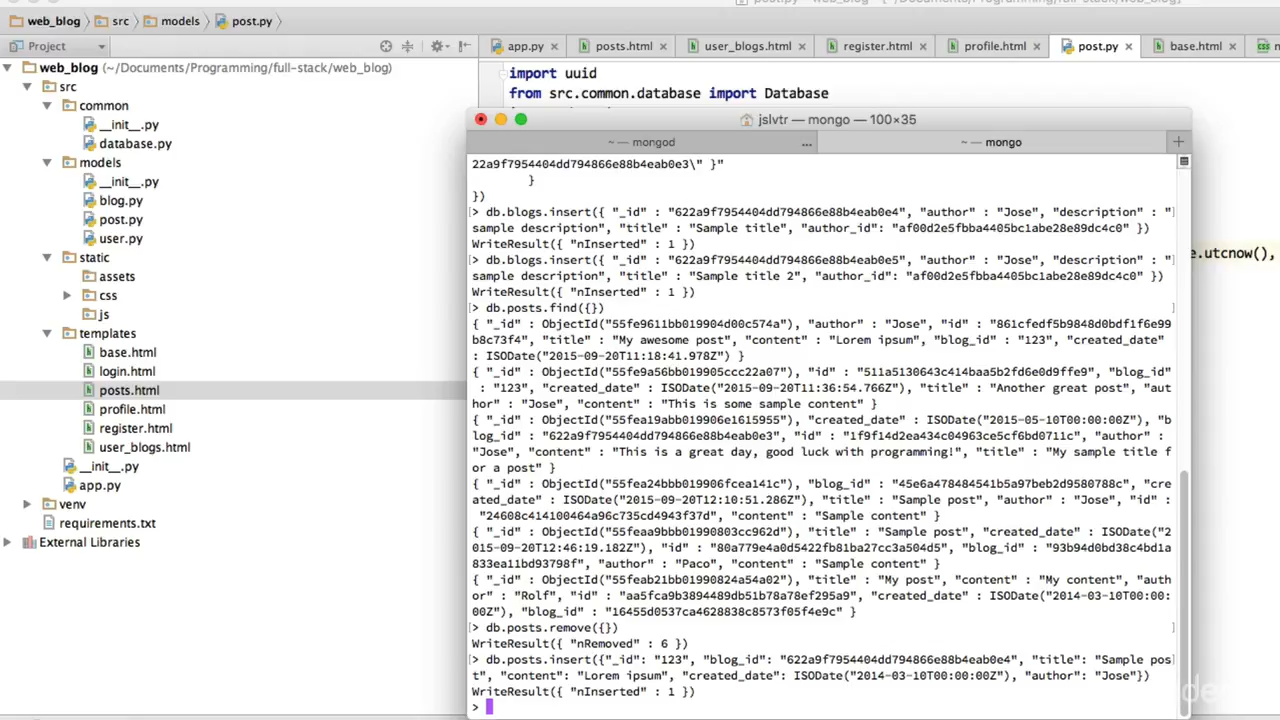 post.py - web_blog - [~/Documents/Programming/full-stack/web_blog]
web_blog src models post.py
Project app.py posts.html user_blogs.html register.html profile.html post.py base.html
web_blog (~/Documents/Programming/full-stack/web_blog)
src
common
__init__.py
database.py
models
__init__.py
blog.py
post.py
user.py
static
assets
css
js
templates
base.html
login.html
posts.html
profile.html
register.html
user_blogs.html
__init__.py
app.py
venv
requirements.txt
External Libraries
import uuid
from src.common.database import Database
e.utcnow(),
jslvtr — mongo — 100×35
~ — mongod ... ~ — mongo +
22a9f7954404dd794866e88b4eab0e3\" }"
}
})
> db.blogs.insert({ "_id" : "622a9f7954404dd794866e88b4eab0e4", "author" : "Jose", "description" : "
sample description", "title" : "Sample title", "author_id": "af00d2e5fbba4405bc1abe28e89dc4c0" })
WriteResult({ "nInserted" : 1 })
> db.blogs.insert({ "_id" : "622a9f7954404dd794866e88b4eab0e5", "author" : "Jose", "description" : "
sample description", "title" : "Sample title 2", "author_id": "af00d2e5fbba4405bc1abe28e89dc4c0" })
WriteResult({ "nInserted" : 1 })
> db.posts.find({})
{ "_id" : ObjectId("55fe9611bb019904d00c574a"), "author" : "Jose", "id" : "861cfedf5b9848d0bdf1f6e99
b8c73f4", "title" : "My awesome post", "content" : "Lorem ipsum", "blog_id" : "123", "created_date"
: ISODate("2015-09-20T11:18:41.978Z") }
{ "_id" : ObjectId("55fe9a56bb019905ccc22a07"), "id" : "511a5130643c414baa5b2fd6e0d9ffe9", "blog_id"
: "123", "created_date" : ISODate("2015-09-20T11:36:54.766Z"), "title" : "Another great post", "aut
hor" : "Jose", "content" : "This is some sample content" }
{ "_id" : ObjectId("55fea19abb01906e1615955"), "created_date" : ISODate("2015-05-10T00:00:00Z"), "b
log_id" : "622a9f7954404dd794866e88b4eab0e3", "id" : "1f9f14d2ea434c04963ce5cf6bd0711c", "author" :
"Jose", "content" : "This is a great day, good luck with programming!", "title" : "My sample title f
or a post" }
{ "_id" : ObjectId("55fea24bbb019906fcea141c"), "blog_id" : "45e6a478484541b5a97beb2d9580788c", "cre
ated_date" : ISODate("2015-09-20T12:10:51.286Z"), "title" : "Sample post", "author" : "Jose", "id" :
"24608c414100464a96c735cd4943f37d", "content" : "Sample content" }
{ "_id" : ObjectId("55feaa9bbb0190803cc962d"), "title" : "Sample post", "created_date" : ISODate("2
015-09-20T12:46:19.182Z"), "id" : "80a779e4a0d5422fb81ba27cc3a504d5", "blog_id" : "93b94d0bd38c4bd1a
833ea11bd93798f", "author" : "Paco", "content" : "Sample content" }
{ "_id" : ObjectId("55feab21bb01990824a54a02"), "title" : "My post", "content" : "My content", "auth
or" : "Rolf", "id" : "aa5fca9b3894489db51b78a78ef295a9", "created_date" : ISODate("2014-03-10T00:00:
00Z"), "blog_id" : "16455d0537ca4628838c8573f05f4e9c" }
> db.posts.remove({})
WriteResult({ "nRemoved" : 6 })
> db.posts.insert({"_id": "123", "blog_id": "622a9f7954404dd794866e88b4eab0e4", "title": "Sample pos
t", "content": "Lorem ipsum", "created_date": ISODate("2014-03-10T00:00:00Z"), "author": "Jose"})
WriteResult({ "nInserted" : 1 })
>